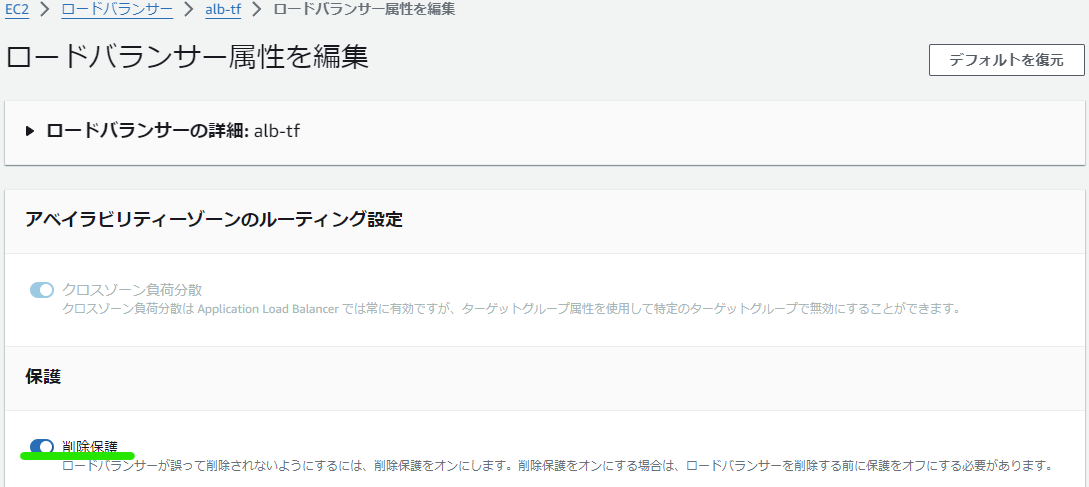 EC2 > ロードバランサー > alb-tf > ロードバランサー属性を編集
ロードバランサー属性を編集
デフォルトを復元
ロードバランサーの詳細: alb-tf
アベイラビリティーゾーンのルーティング設定
クロスゾーン負荷分散
クロスゾーン負荷分散は Application Load Balancer では常に有効ですが、ターゲットグループ属性を使用して特定のターゲットグループで無効にすることができます。
保護
削除保護
ロードバランサーが誤って削除されないようにするには、削除保護をオンにします。削除保護をオンにする場合は、ロードバランサーを削除する前に保護をオフにする必要があります。